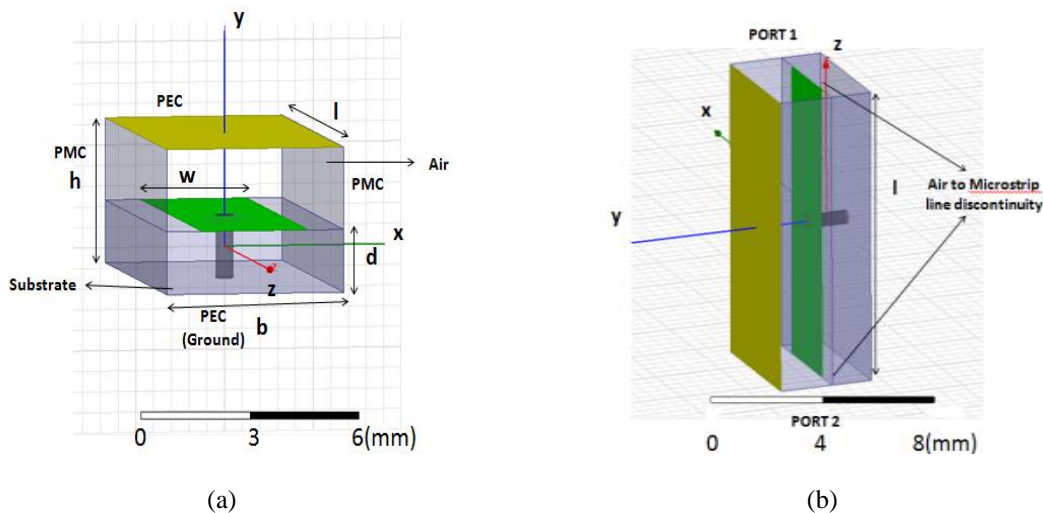 y
PEC
l
PMC
Air
h
W
PMC
x
d
Substrate
z
PEC
(Ground)
b
0 3 6(mm)
(a)
PORT 1
z
x
Air to Microstrip
line discontinuity
l
y
PORT 2
0 4 8(mm)
(b)